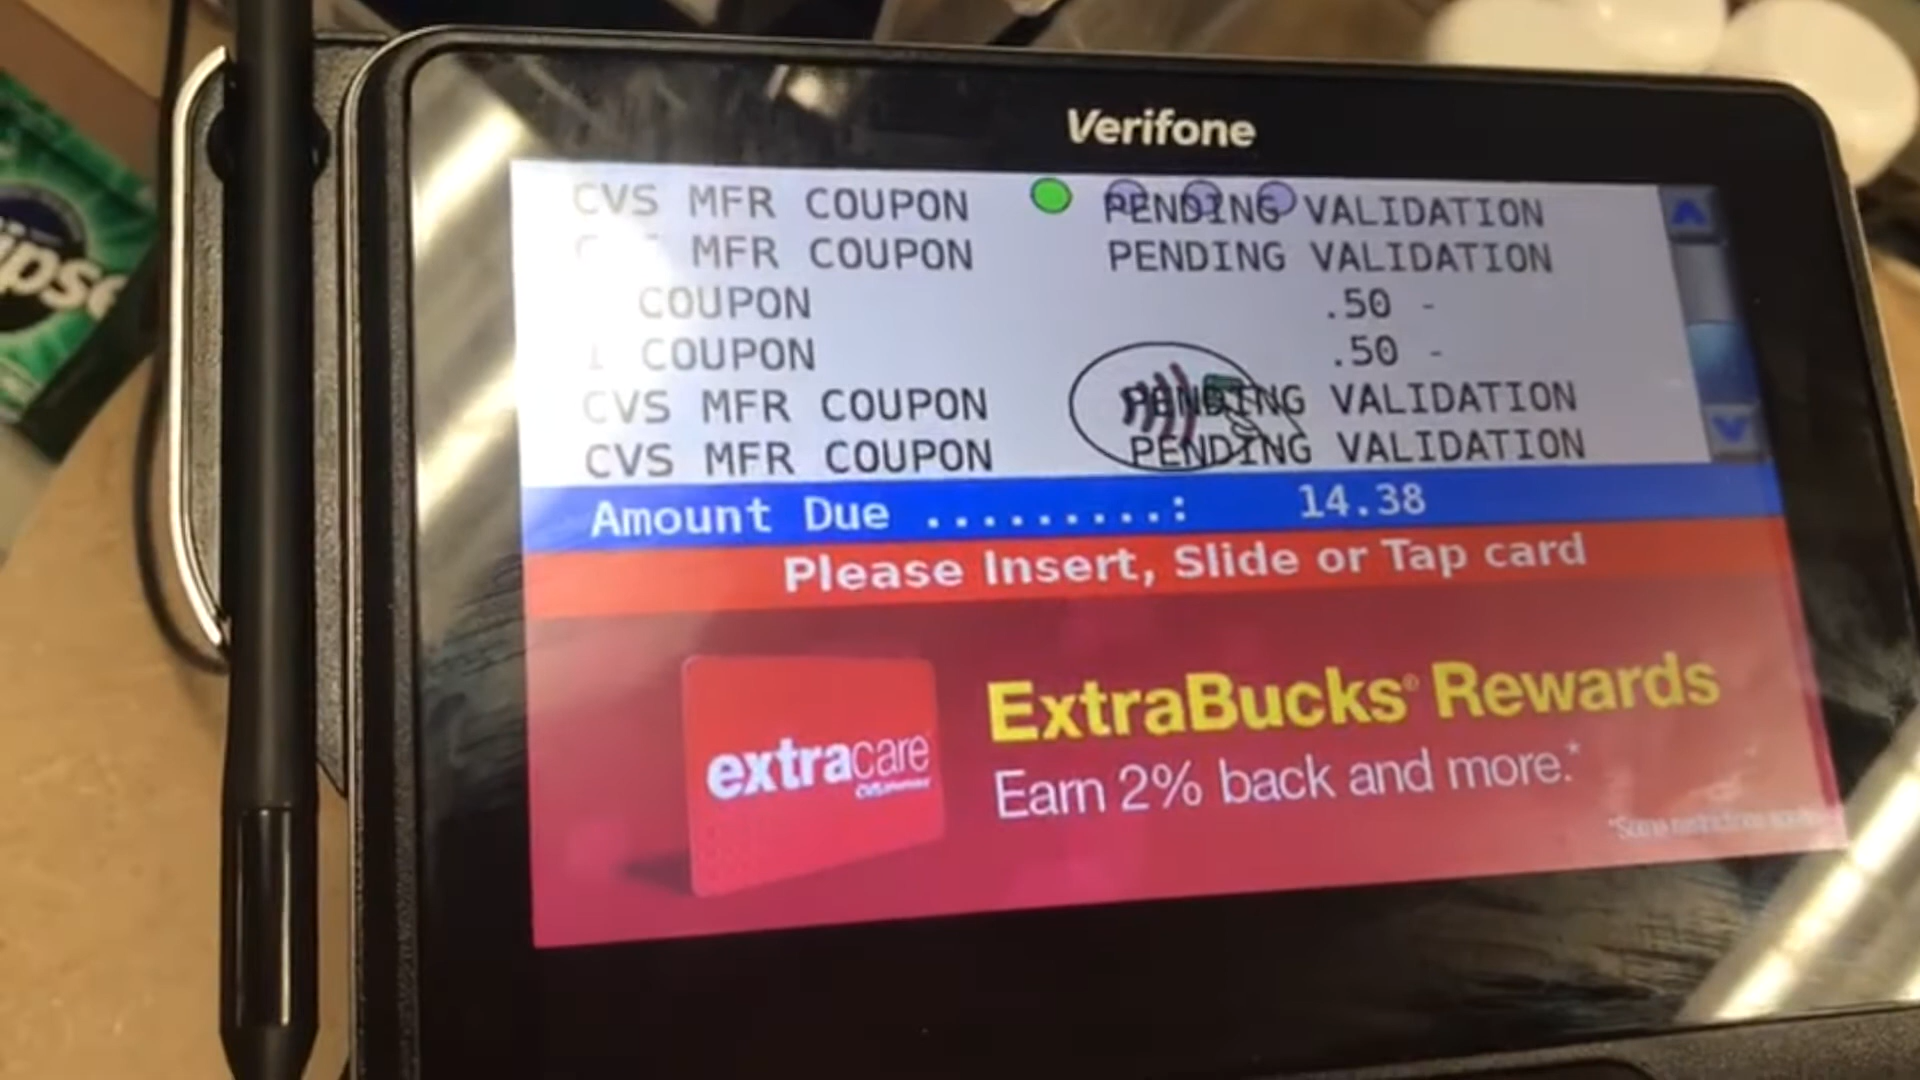 Verifone
CVS MFR COUPON PENDING VALIDATION
MFR COUPON PENDING VALIDATION
COUPON .50 -
COUPON .50 -
CVS MFR COUPON PENDING VALIDATION
CVS MFR COUPON PENDING VALIDATION
Amount Due .........: 14.38
Please Insert, Slide or Tap card
extracare
ExtraBucks® Rewards
Earn 2% back and more.*